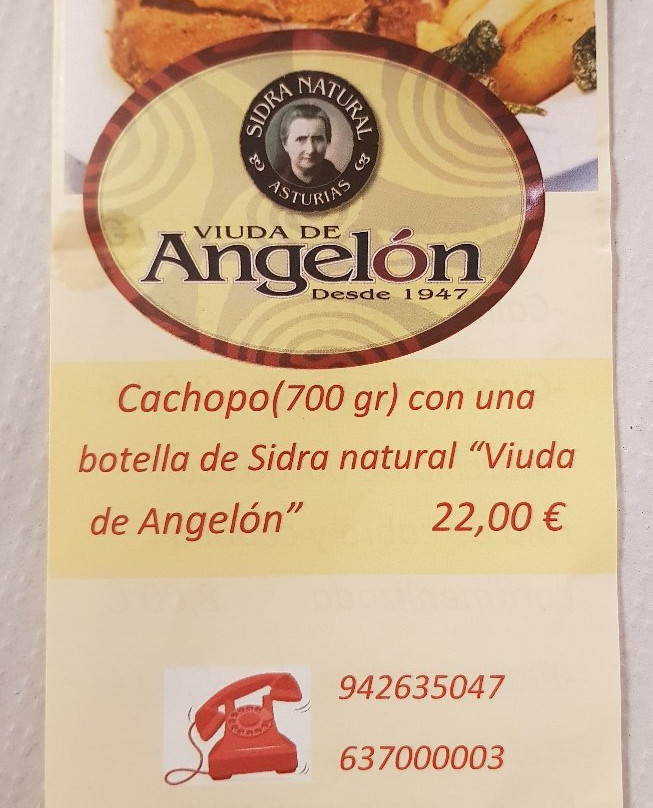 SIDRA NATURAL
ASTURIAS
VIUDA DE
Angelón
Desde 1947
Cachopo(700 gr) con una
botella de Sidra natural “Viuda
de Angelón” 22,00 €
942635047
637000003